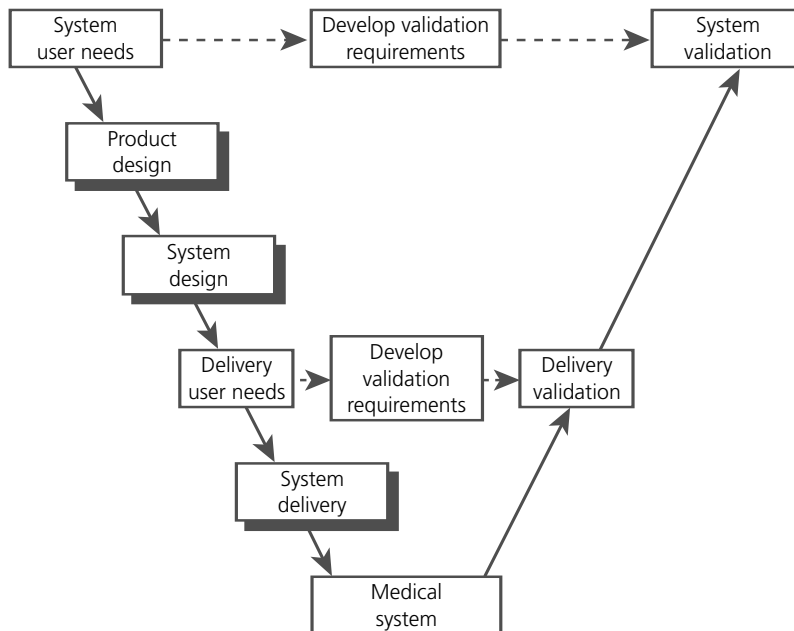 System
user needs
Develop validation
requirements
System
validation
Product
design
System
design
Delivery
user needs
Develop
validation
requirements
Delivery
validation
System
delivery
Medical
system